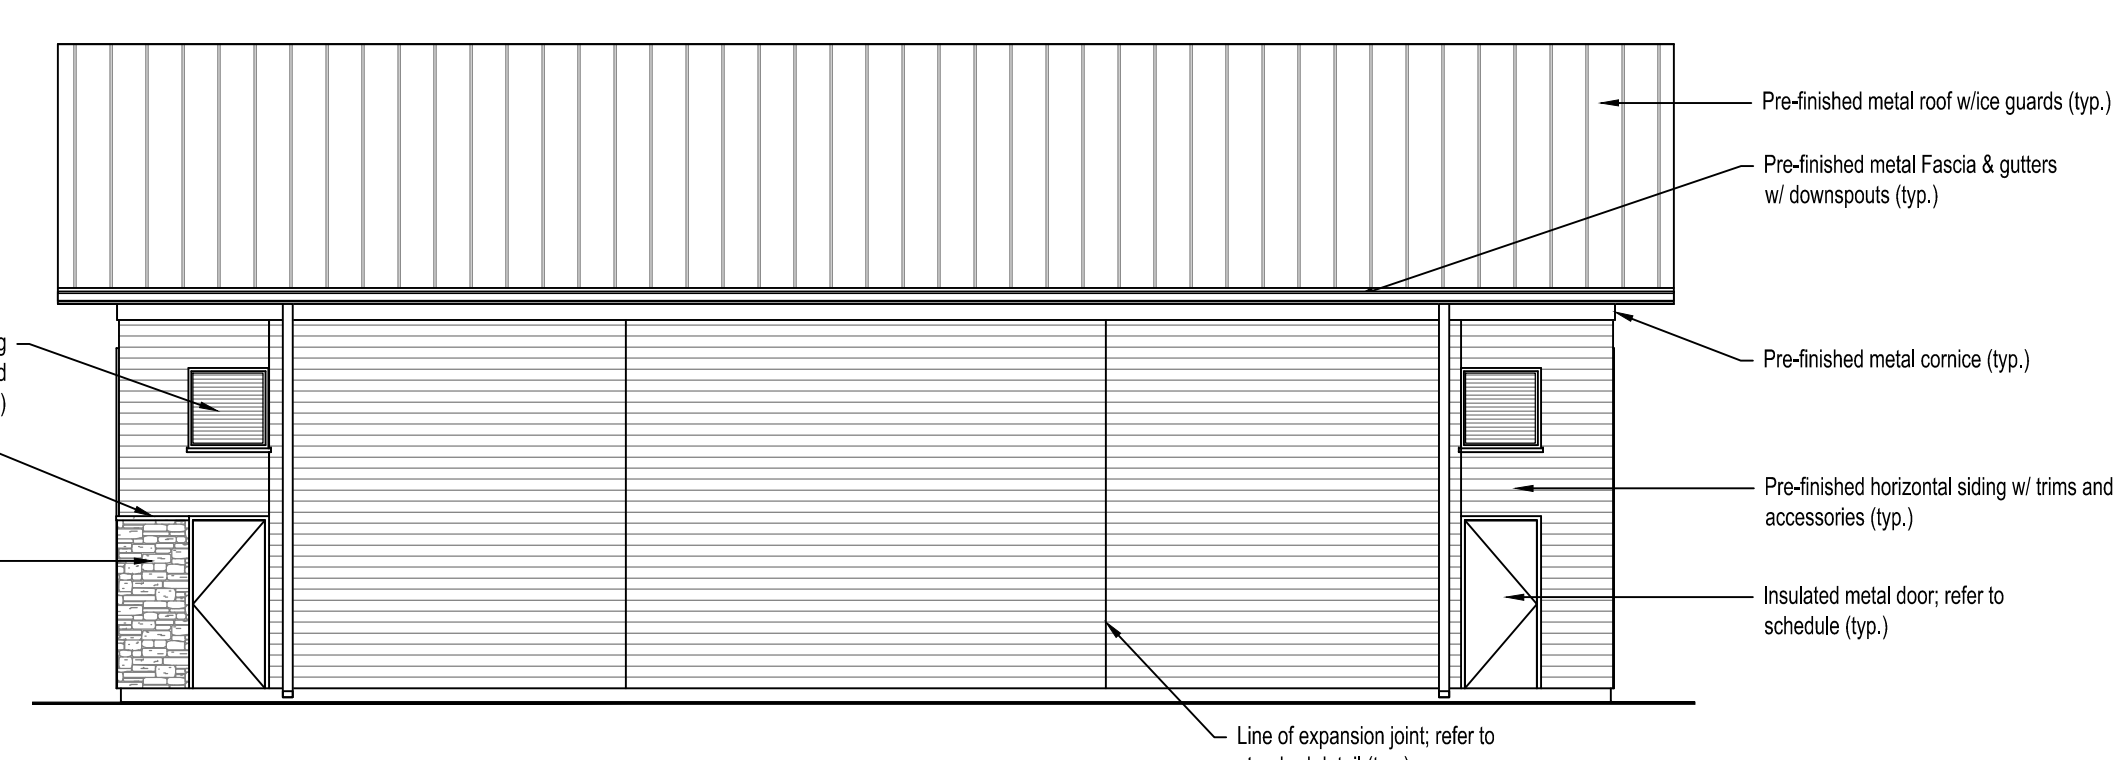 Pre-finished metal roof w/ice guards (typ.)
Pre-finished metal Fascia & gutters
w/ downspouts (typ.)
Pre-finished metal cornice (typ.)
Pre-finished horizontal siding w/ trims and
accessories (typ.)
Insulated metal door; refer to
schedule (typ.)
Line of expansion joint; refer to